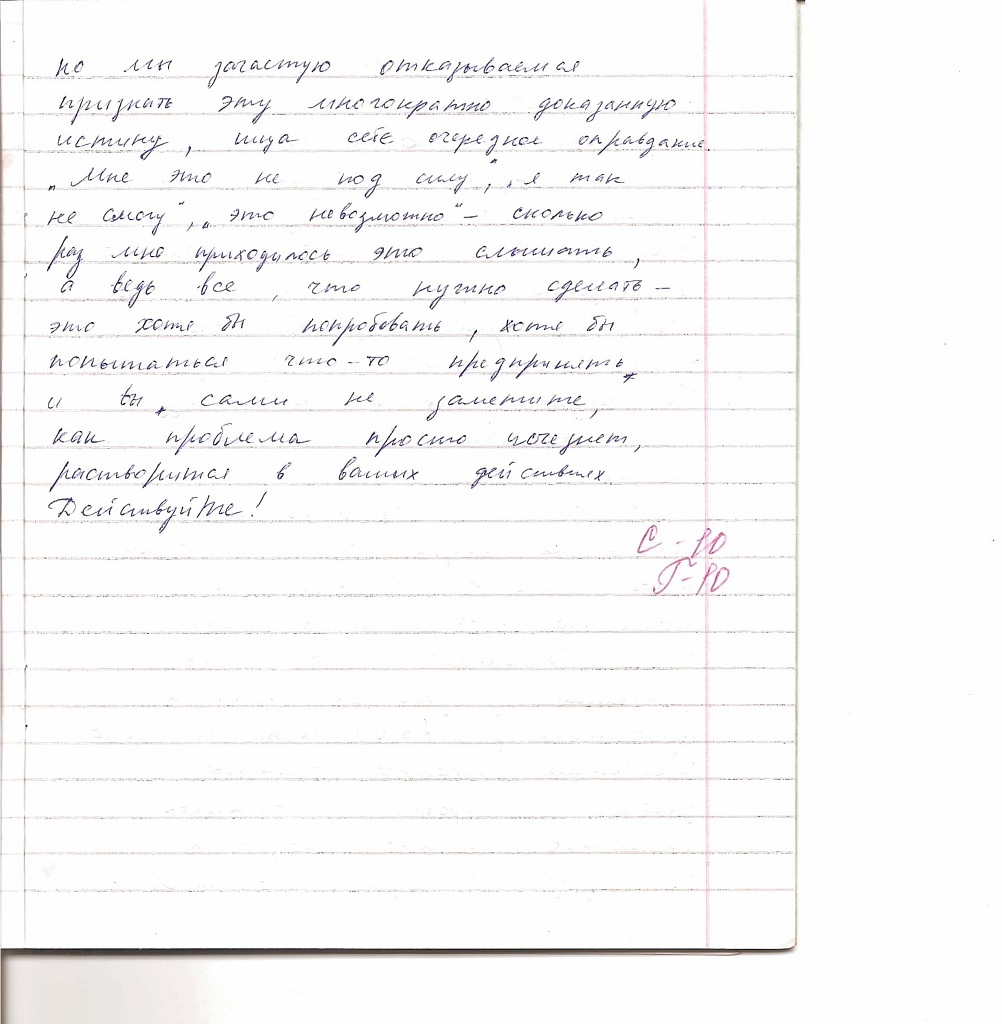 но мы зачастую отказываемся
признать эту многократно доказанную
истину, ища себе очередное оправдание.
„Мне это не под силу“, „я так
не смогу“, „это невозможно“ – сколько
раз мне приходилось это слышать,
а ведь все, что нужно сделать –
это хотя бы попробовать, хотя бы
попытаться что-то предпринять,
и вы, сами не заметите,
как проблема просто исчезнет,
растворится в ваших действиях.
Действуйте!
С - 10
Г - 10